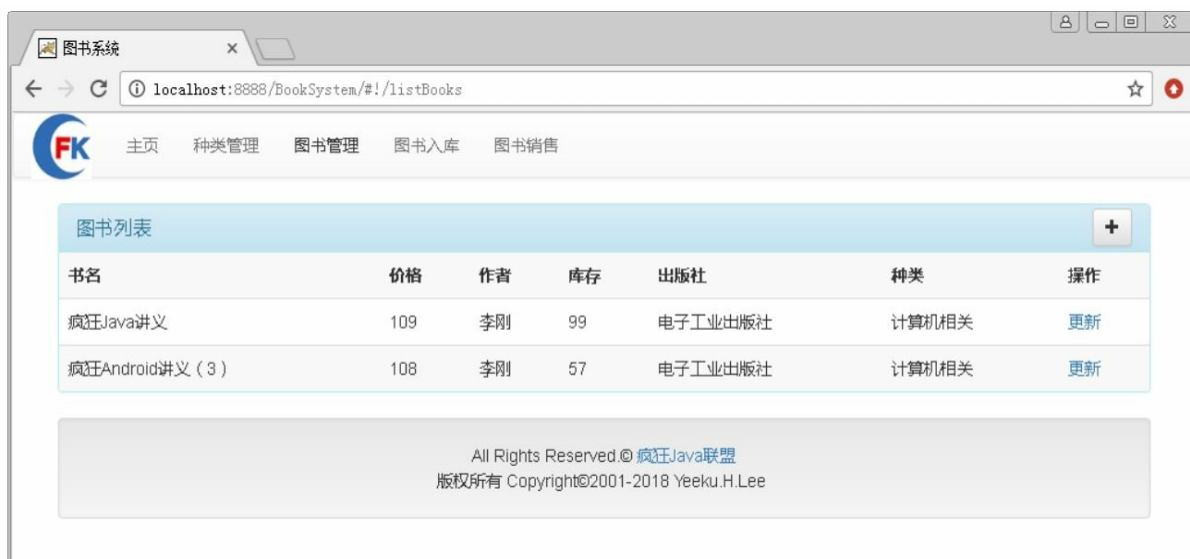 图书系统
localhost:8888/BookSystem/#!/listBooks
FK 主页 种类管理 图书管理 图书入库 图书销售
图书列表
书名 价格 作者 库存 出版社 种类 操作
疯狂Java讲义 109 李刚 99 电子工业出版社 计算机相关 更新
疯狂Android讲义（3） 108 李刚 57 电子工业出版社 计算机相关 更新
All Rights Reserved.© 疯狂Java联盟
版权所有 Copyright©2001-2018 Yeeku.H.Lee